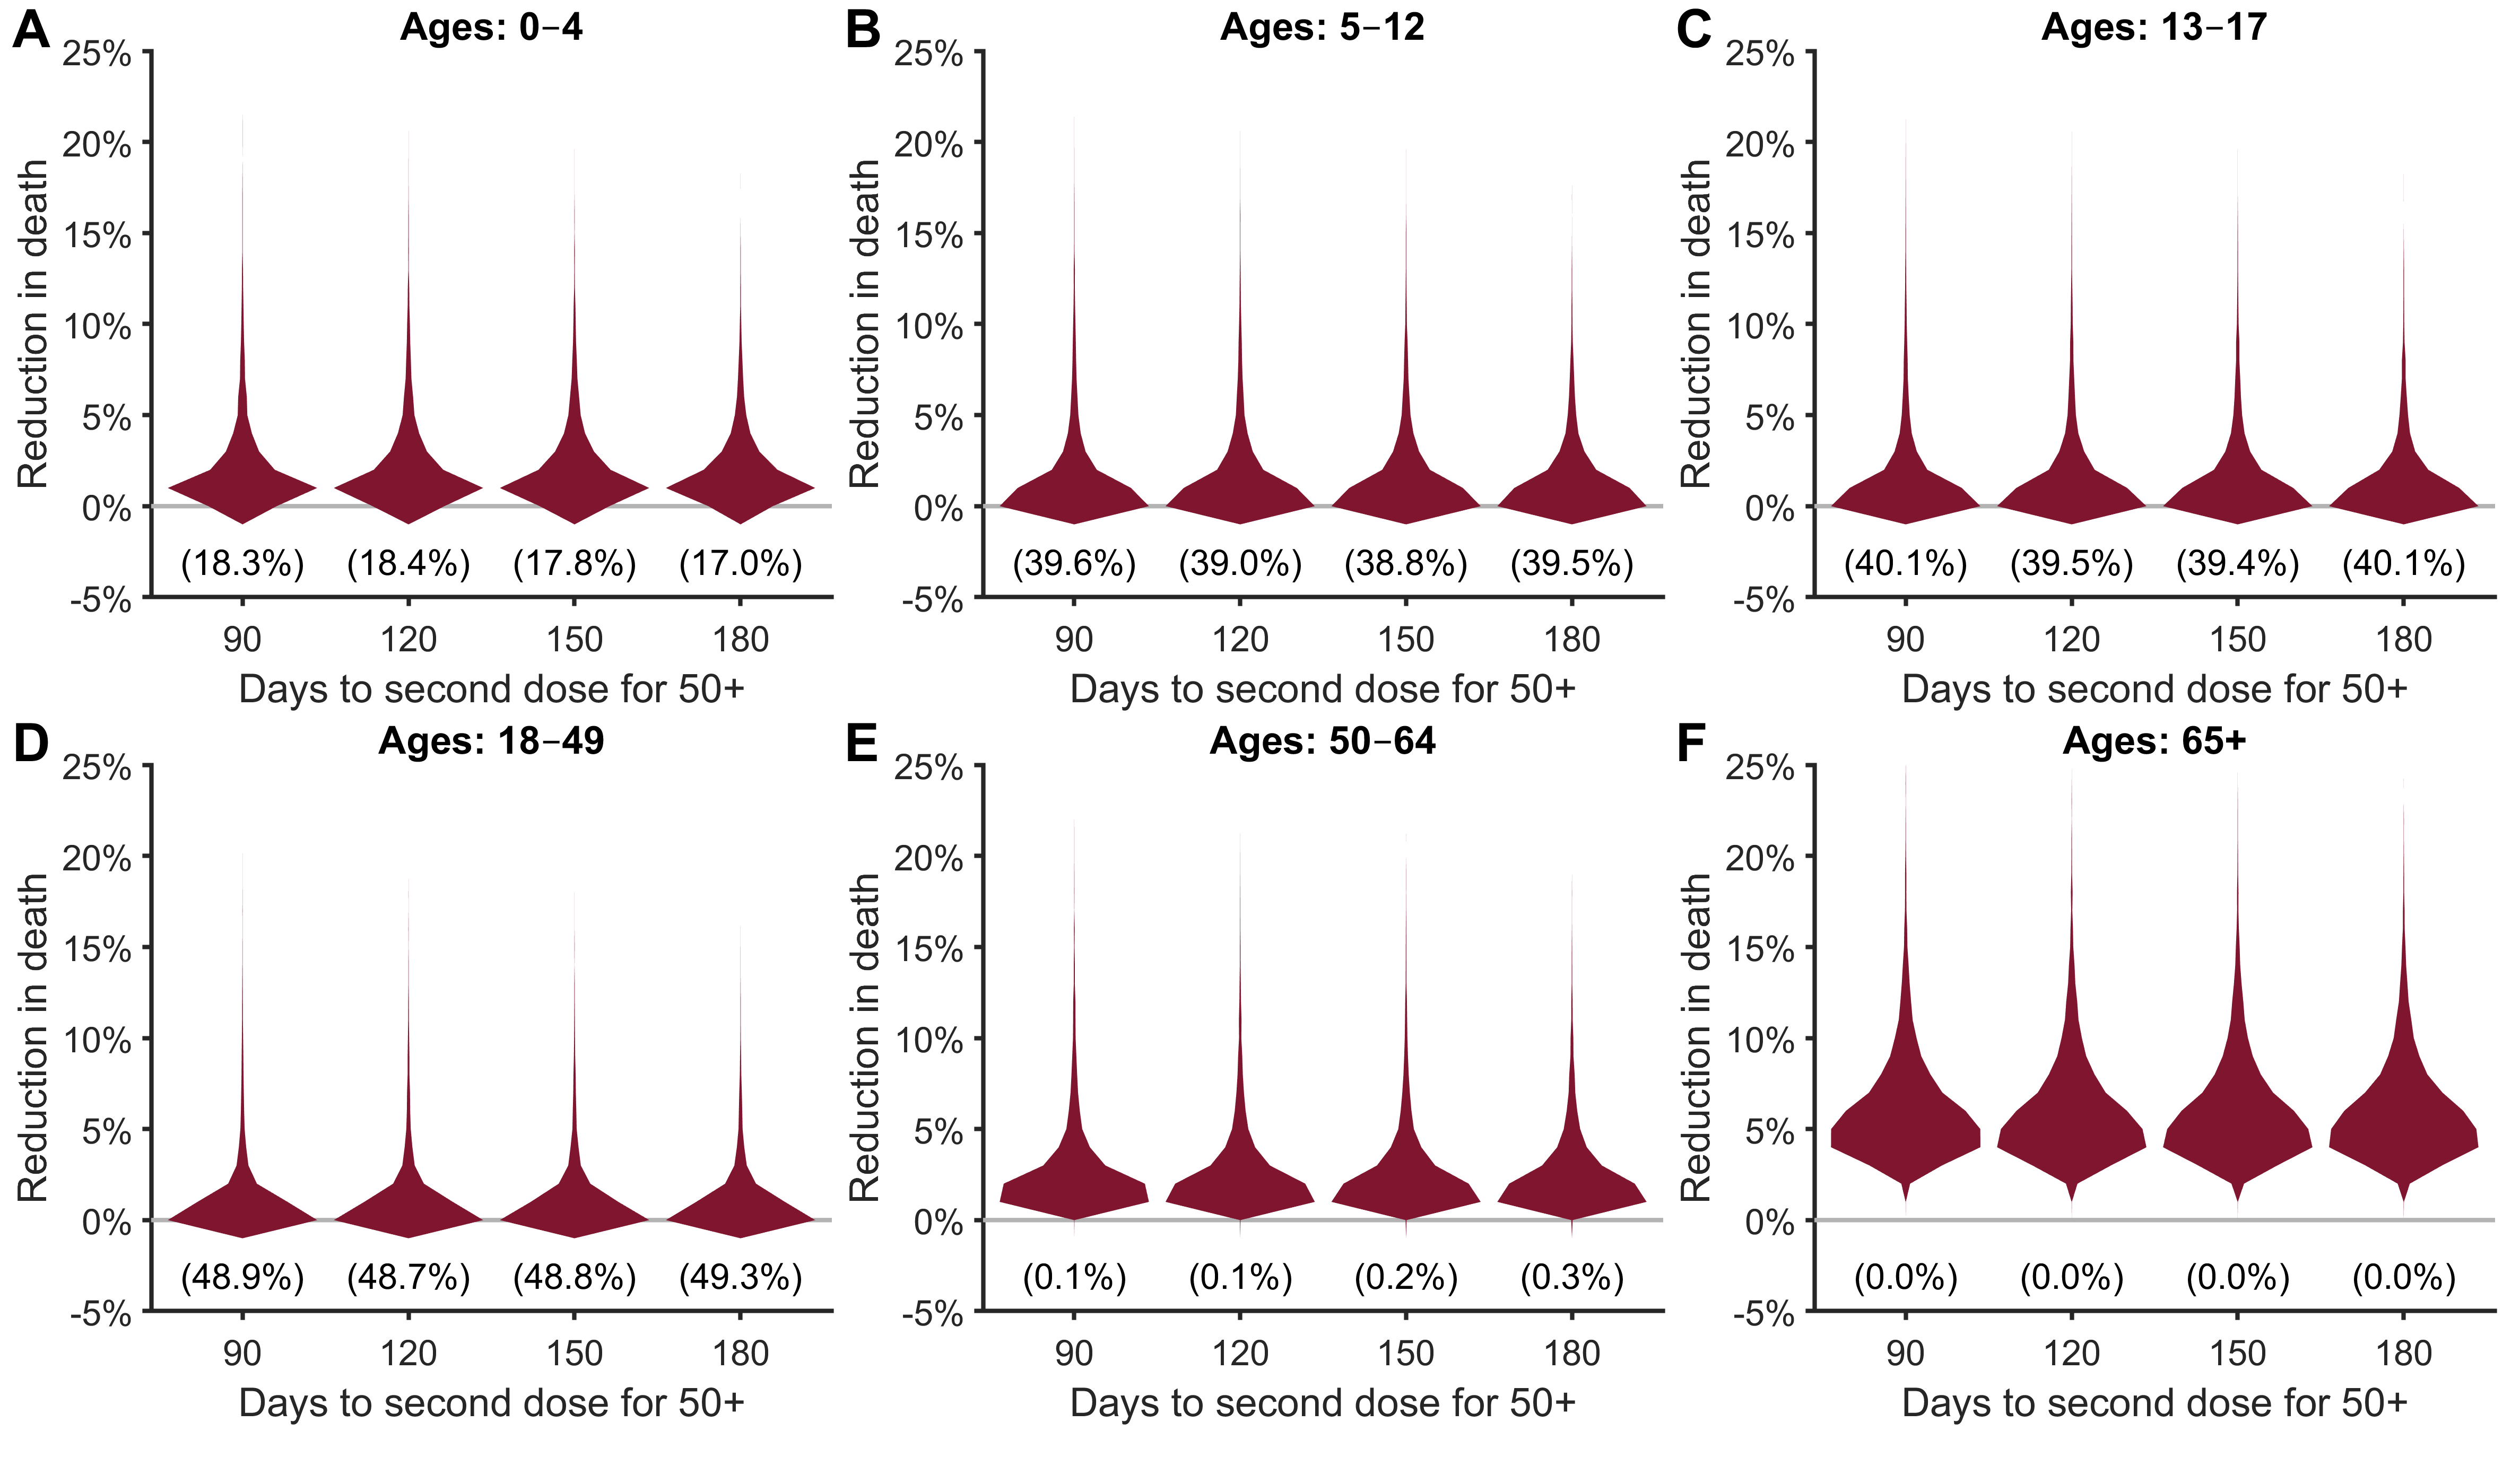 A Ages: 0–4
25%
20%
15%
10%
5%
0%
-5%
Reduction in death
(18.3%) (18.4%) (17.8%) (17.0%)
90 120 150 180
Days to second dose for 50+
B Ages: 5–12
25%
20%
15%
10%
5%
0%
-5%
Reduction in death
(39.6%) (39.0%) (38.8%) (39.5%)
90 120 150 180
Days to second dose for 50+
C Ages: 13–17
25%
20%
15%
10%
5%
0%
-5%
Reduction in death
(40.1%) (39.5%) (39.4%) (40.1%)
90 120 150 180
Days to second dose for 50+
D Ages: 18–49
25%
20%
15%
10%
5%
0%
-5%
Reduction in death
(48.9%) (48.7%) (48.8%) (49.3%)
90 120 150 180
Days to second dose for 50+
E Ages: 50–64
25%
20%
15%
10%
5%
0%
-5%
Reduction in death
(0.1%) (0.1%) (0.2%) (0.3%)
90 120 150 180
Days to second dose for 50+
F Ages: 65+
25%
20%
15%
10%
5%
0%
-5%
Reduction in death
(0.0%) (0.0%) (0.0%) (0.0%)
90 120 150 180
Days to second dose for 50+